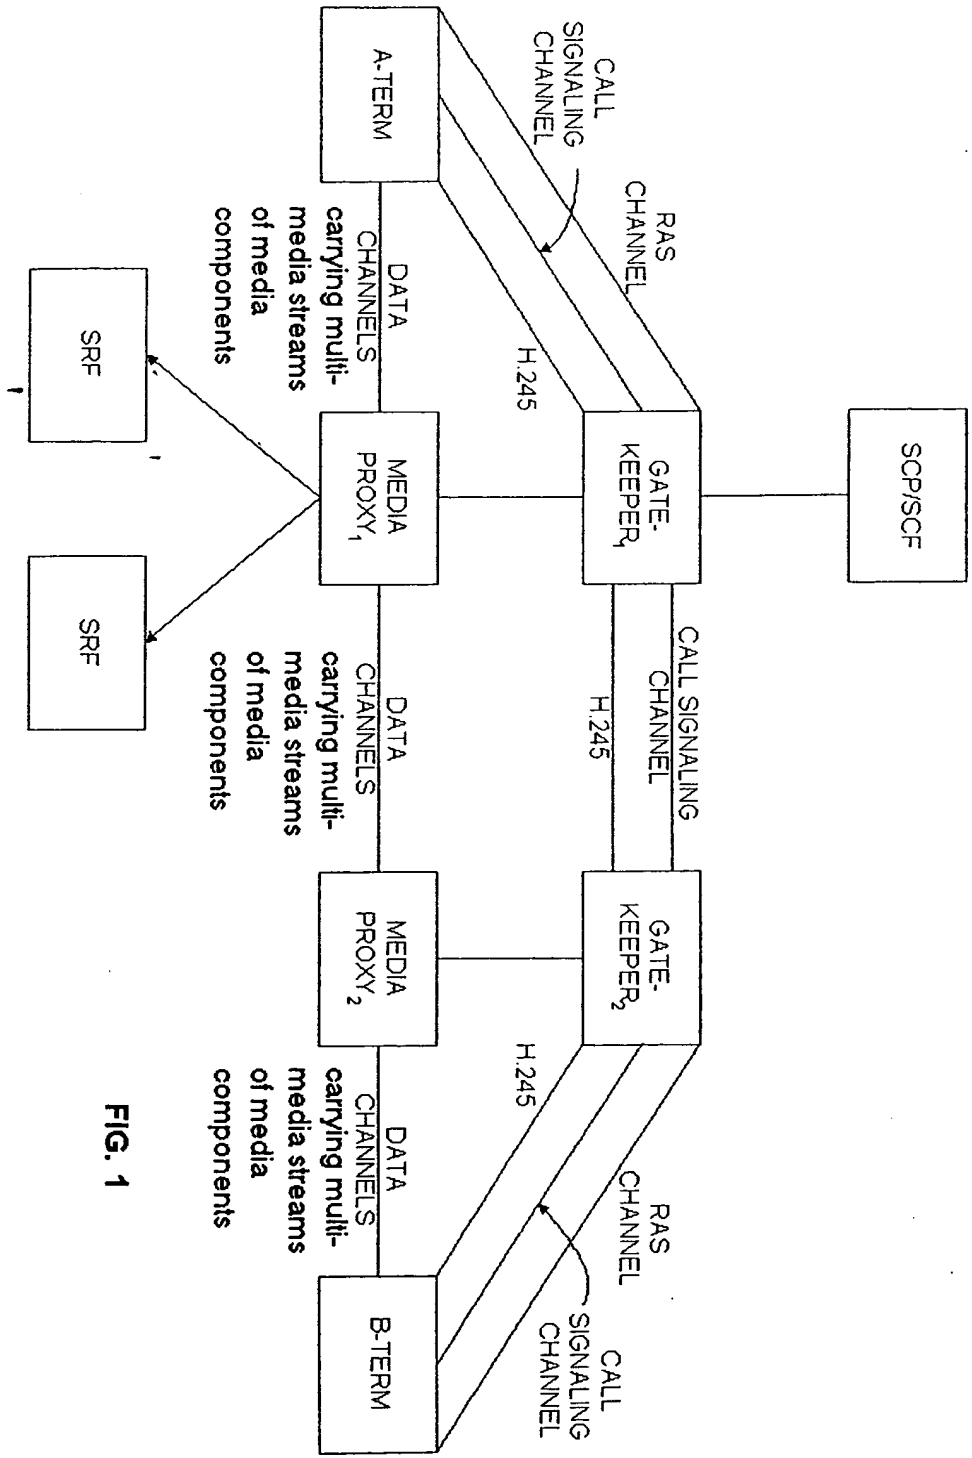 SCP/SCF
CALL
SIGNALING
CHANNEL
RAS
CHANNEL
GATE-
KEEPER1
CALL SIGNALING
CHANNEL
H.245
GATE-
KEEPER2
RAS
CHANNEL
CALL
SIGNALING
CHANNEL
H.245
H.245
A-TERM
DATA
CHANNELS
carrying multi-
media streams
of media
components
MEDIA
PROXY1
DATA
CHANNELS
carrying multi-
media streams
of media
components
MEDIA
PROXY2
DATA
CHANNELS
carrying multi-
media streams
of media
components
B-TERM
SRF
SRF
FIG. 1